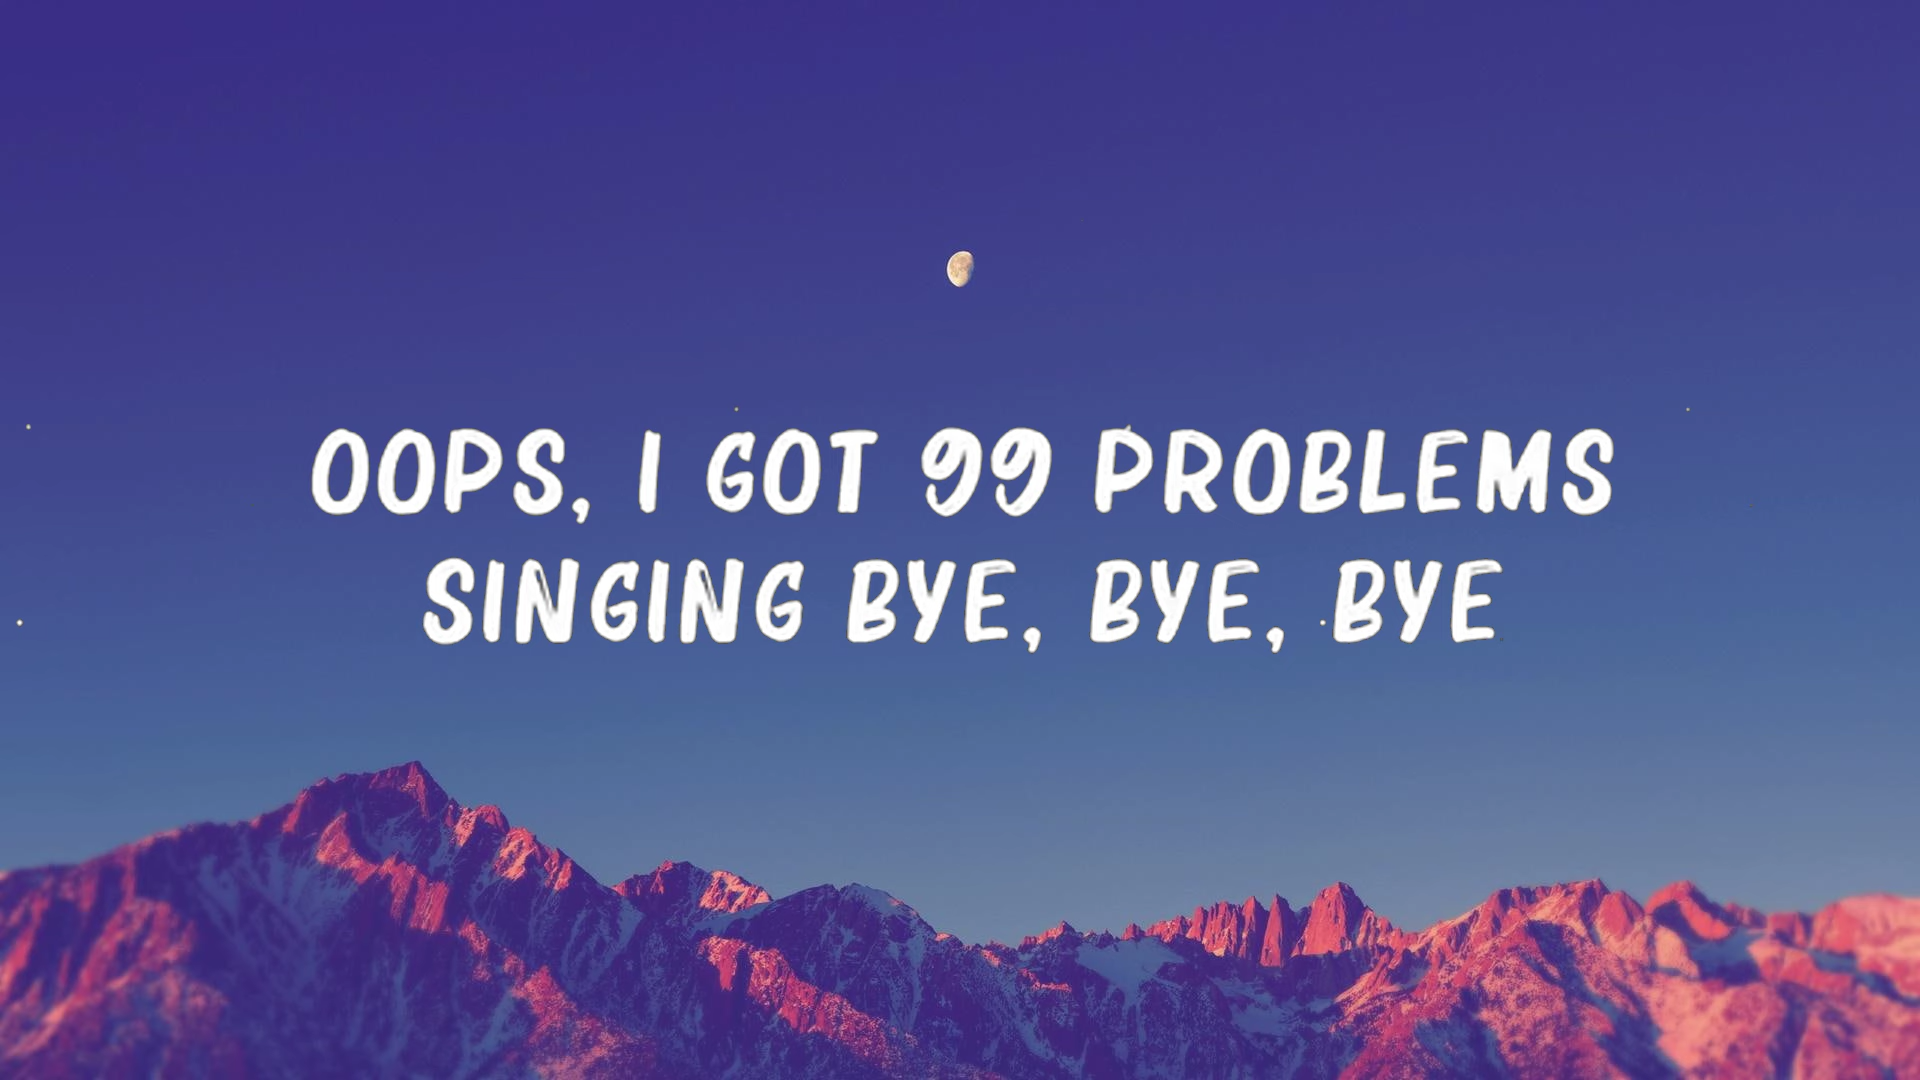 OOPS, I GOT 99 PROBLEMS
SINGING BYE, BYE, BYE